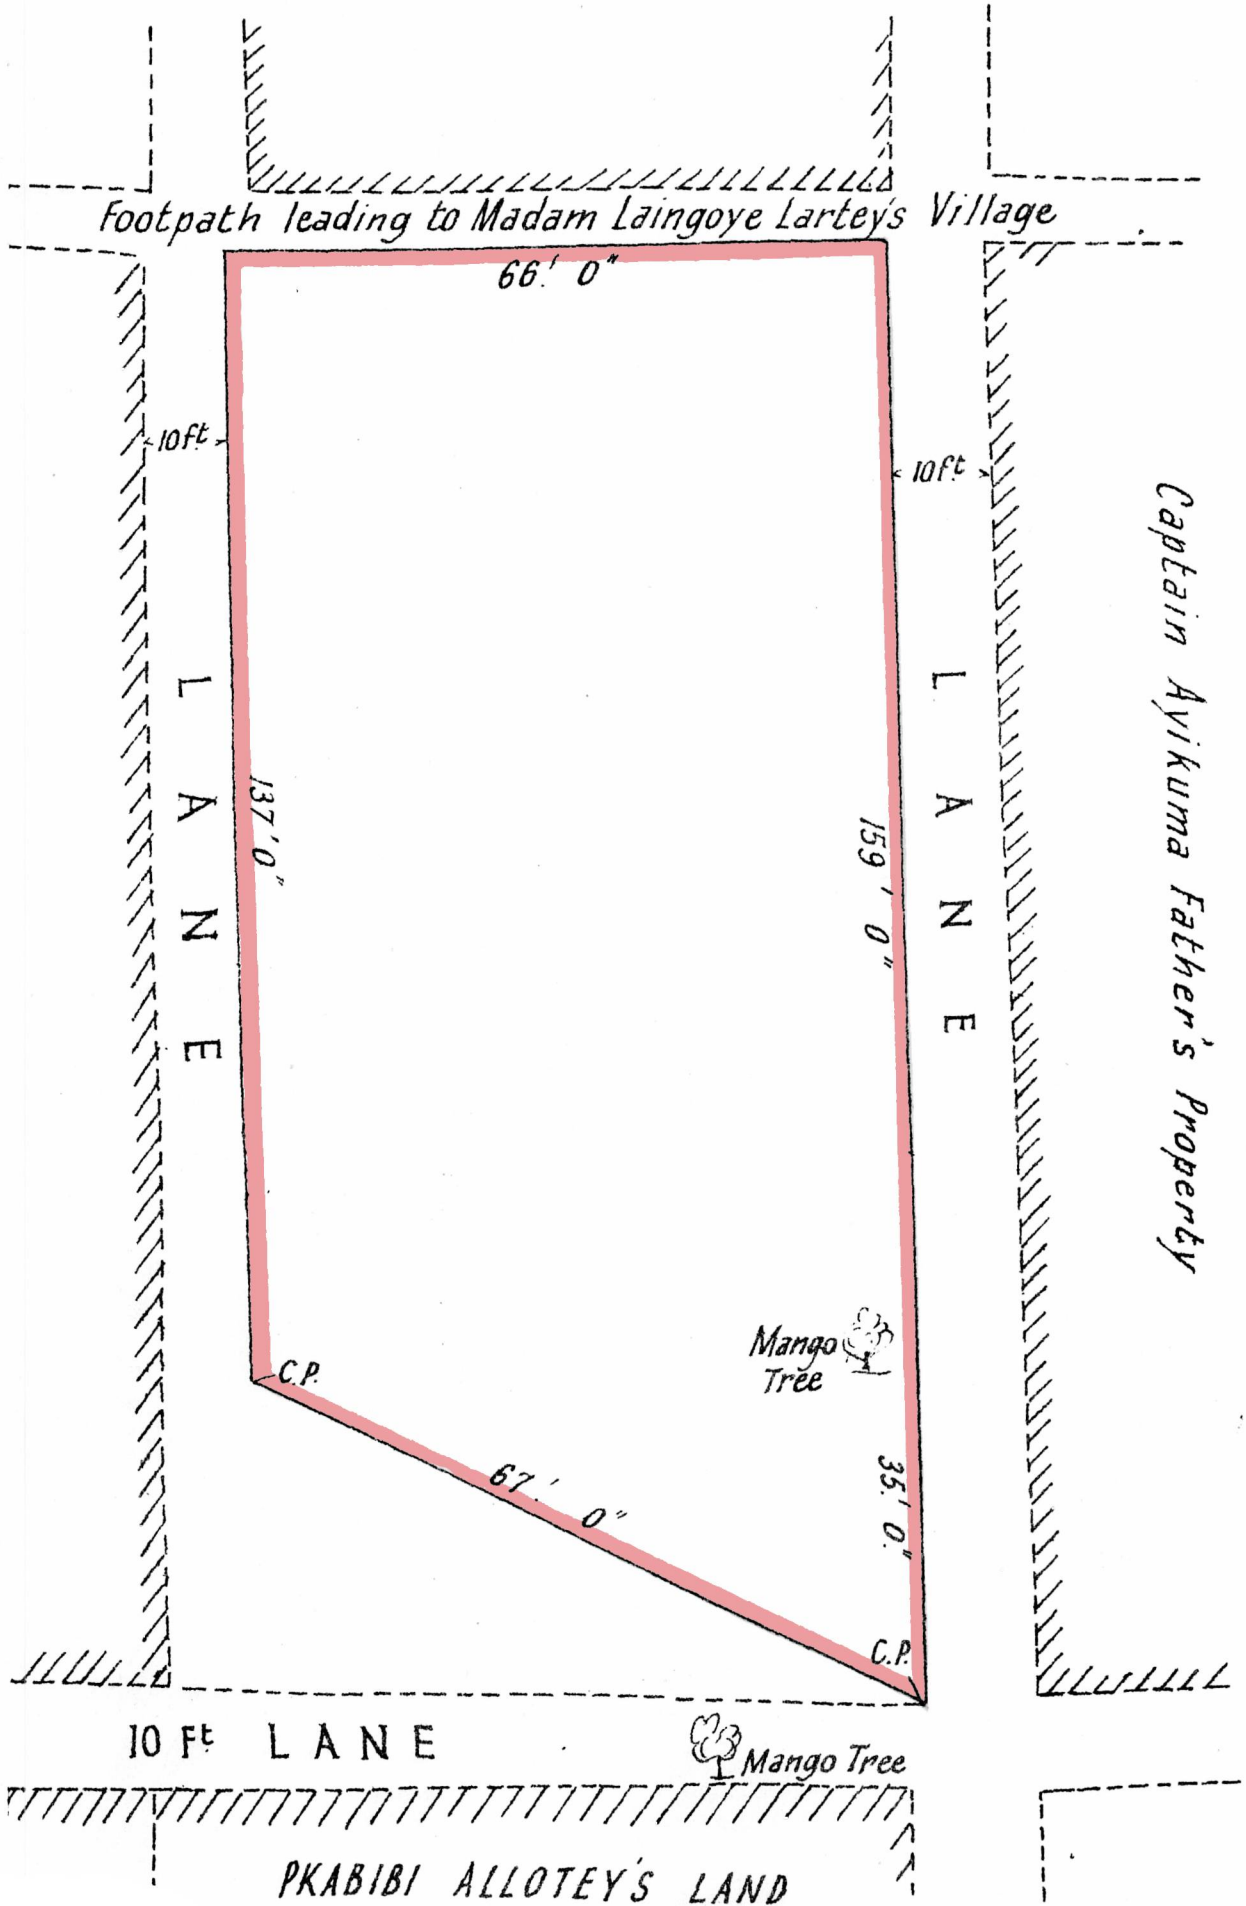 Footpath leading to Madam Laingoye Lartey's Village
66.' 0"
10ft
10ft
LANE
137' 0"
159' 0"
LANE
Captain Ayikuma Father's Property
Mango
Tree
C.P.
67.' 0"
35.' 0."
C.P.
10 Ft LANE
Mango Tree
PKABIBI ALLOTEY'S LAND